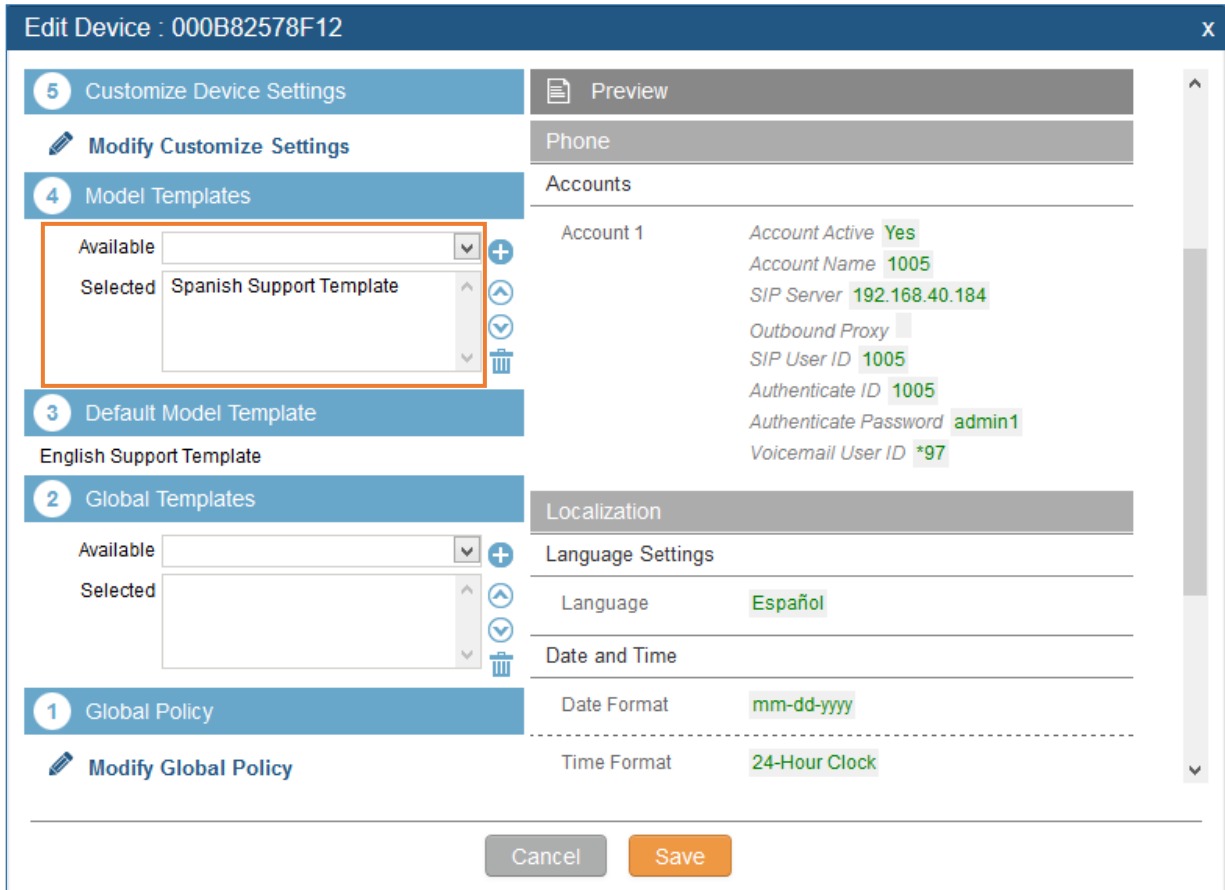 Edit Device : 000B82578F12
x
5 Customize Device Settings
Modify Customize Settings
4 Model Templates
Available
Selected Spanish Support Template
3 Default Model Template
English Support Template
2 Global Templates
Available
Selected
1 Global Policy
Modify Global Policy
Preview
Phone
Accounts
Account 1 Account Active Yes
Account Name 1005
SIP Server 192.168.40.184
Outbound Proxy
SIP User ID 1005
Authenticate ID 1005
Authenticate Password admin1
Voicemail User ID *97
Localization
Language Settings
Language Español
Date and Time
Date Format mm-dd-yyyy
Time Format 24-Hour Clock
Cancel Save